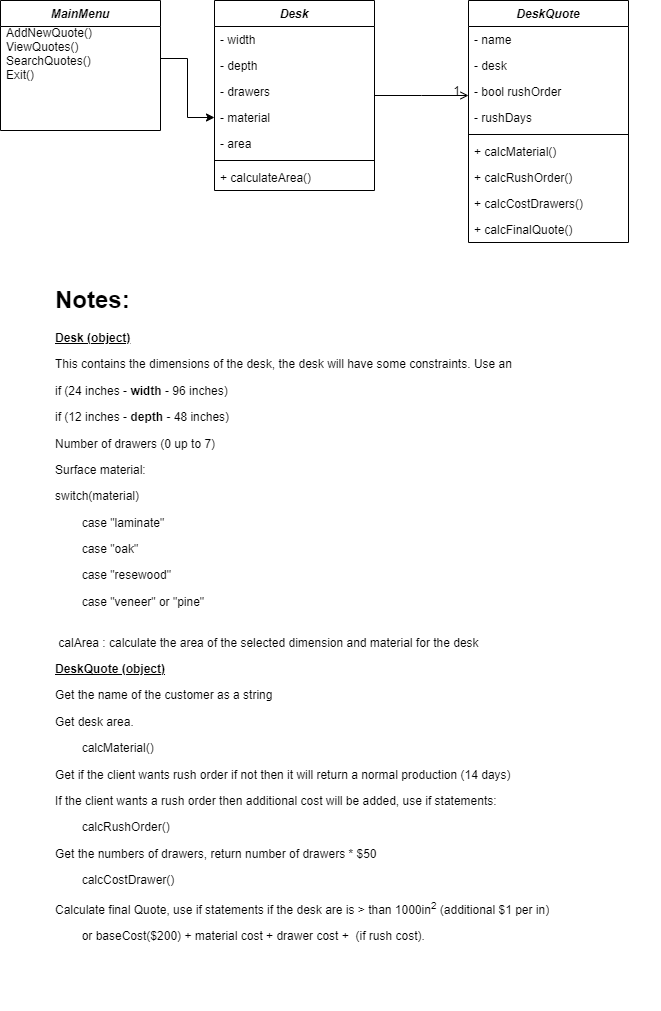 MainMenu
AddNewQuote()
ViewQuotes()
SearchQuotes()
Exit()
Desk
- width
- depth
- drawers
- material
- area
+ calculateArea()
1
DeskQuote
- name
- desk
- bool rushOrder
- rushDays
+ calcMaterial()
+ calcRushOrder()
+ calcCostDrawers()
+ calcFinalQuote()
Notes:
Desk (object)
This contains the dimensions of the desk, the desk will have some constraints. Use an
if (24 inches - width - 96 inches)
if (12 inches - depth - 48 inches)
Number of drawers (0 up to 7)
Surface material:
switch(material)
case "laminate"
case "oak"
case "resewood"
case "veneer" or "pine"
calArea : calculate the area of the selected dimension and material for the desk
DeskQuote (object)
Get the name of the customer as a string
Get desk area.
calcMaterial()
Get if the client wants rush order if not then it will return a normal production (14 days)
If the client wants a rush order then additional cost will be added, use if statements:
calcRushOrder()
Get the numbers of drawers, return number of drawers * $50
calcCostDrawer()
Calculate final Quote, use if statements if the desk are is > than 1000in² (additional $1 per in)
or baseCost($200) + material cost + drawer cost + (if rush cost).